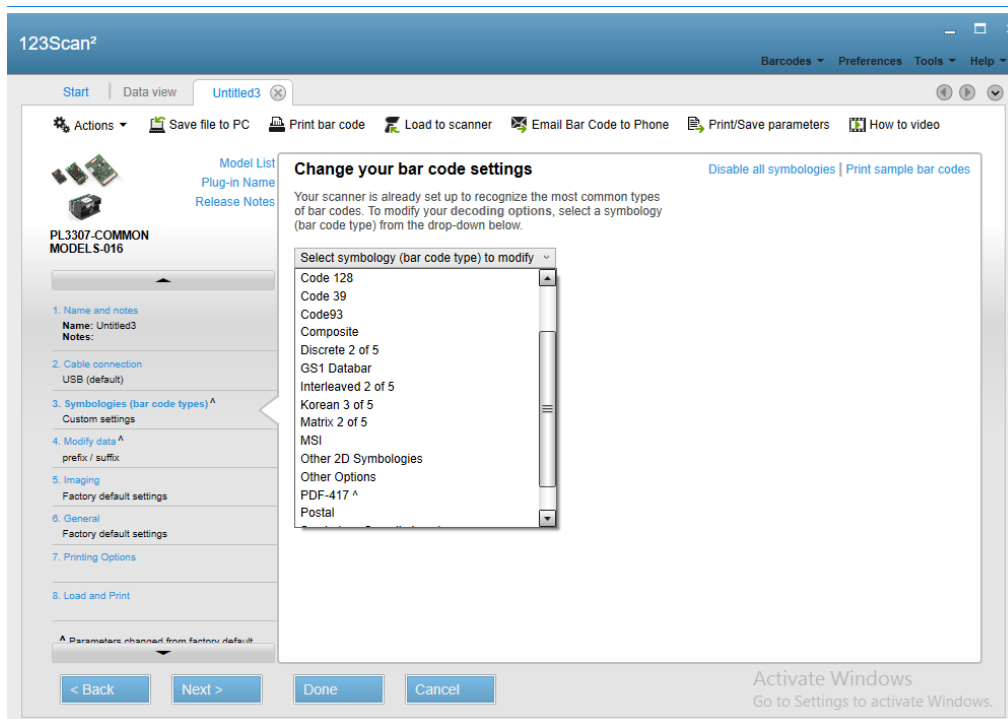 123Scan²
Barcodes Preferences Tools Help
Start Data view Untitled3
Actions Save file to PC Print bar code Load to scanner Email Bar Code to Phone Print/Save parameters How to video
Model List
Plug-in Name
Release Notes
PL3307-COMMON
MODELS-016
1. Name and notes
Name: Untitled3
Notes:
2. Cable connection
USB (default)
3. Symbologies (bar code types) ^
Custom settings
4. Modify data ^
prefix / suffix
5. Imaging
Factory default settings
6. General
Factory default settings
7. Printing Options
8. Load and Print
^ Parameters changed from factory default
Change your bar code settings
Disable all symbologies | Print sample bar codes
Your scanner is already set up to recognize the most common types
of bar codes. To modify your decoding options, select a symbology
(bar code type) from the drop-down below.
Select symbology (bar code type) to modify
Code 128
Code 39
Code93
Composite
Discrete 2 of 5
GS1 Databar
Interleaved 2 of 5
Korean 3 of 5
Matrix 2 of 5
MSI
Other 2D Symbologies
Other Options
PDF-417 ^
Postal
< Back Next > Done Cancel
Activate Windows
Go to Settings to activate Windows.